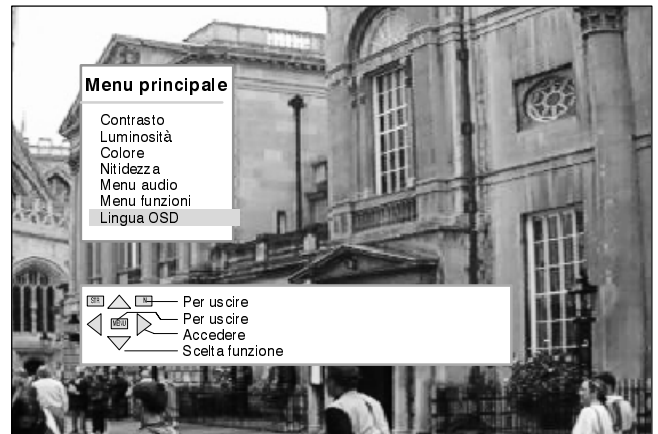 Menu principale
Contrasto
Luminosità
Colore
Nitidezza
Menu audio
Menu funzioni
Lingua OSD
Per uscire
MENU
Per uscire
Accedere
Scelta funzione